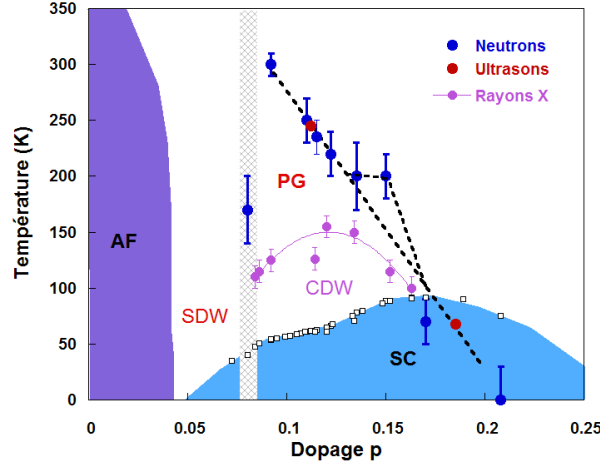 350
300
250
200
150
100
50
0
Température (K)
Neutrons
Ultrasons
Rayons X
PG
AF
CDW
SDW
SC
0
0.05
0.1
0.15
0.2
0.25
Dopage p